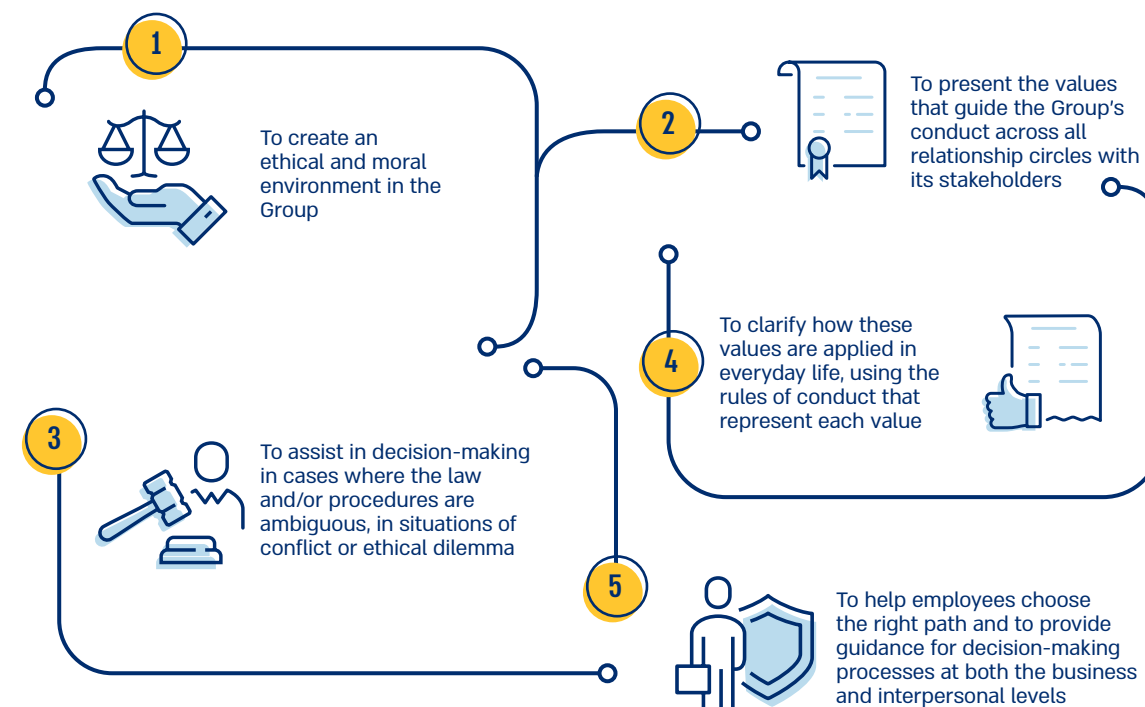 1
To create an
ethical and moral
environment in the
Group
2
To present the values
that guide the Group's
conduct across all
relationship circles with
its stakeholders
3
To assist in decision-making
in cases where the law
and/or procedures are
ambiguous, in situations of
conflict or ethical dilemma
4
To clarify how these
values are applied in
everyday life, using the
rules of conduct that
represent each value
5
To help employees choose
the right path and to provide
guidance for decision-making
processes at both the business
and interpersonal levels